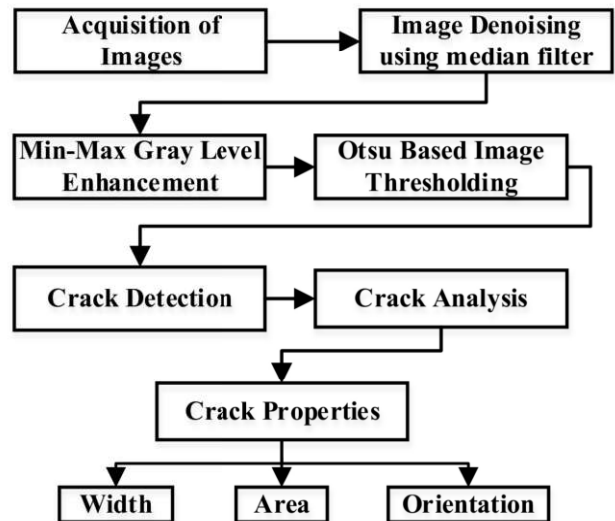 Acquisition of
Images
Image Denoising
using median filter
Min-Max Gray Level
Enhancement
Otsu Based Image
Thresholding
Crack Detection
Crack Analysis
Crack Properties
Width
Area
Orientation